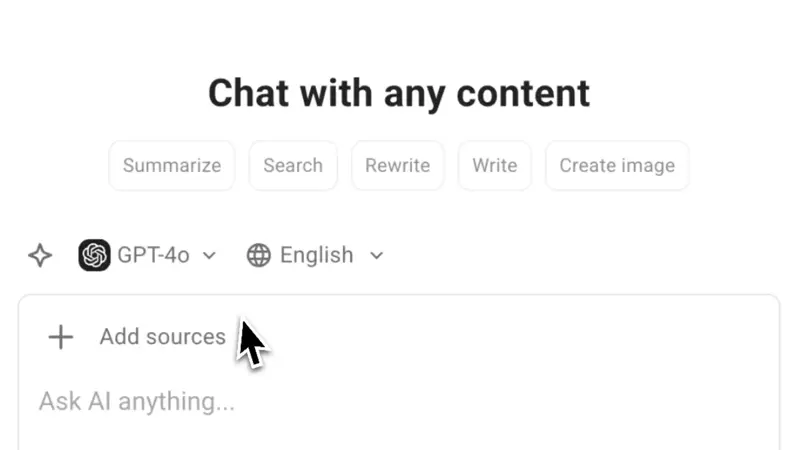 Chat with any content
Summarize Search Rewrite Write Create image
GPT-4o English
Add sources
Ask AI anything...